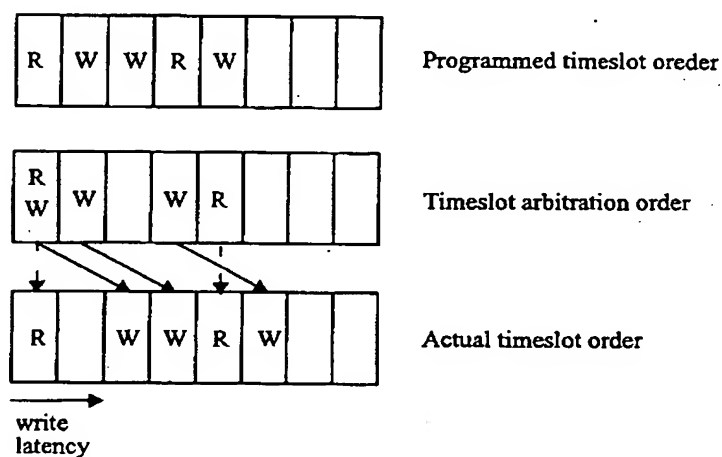 R W W R W Programmed timeslot oreder
R
W W W R Timeslot arbitration order
R W W R W Actual timeslot order
write
latency